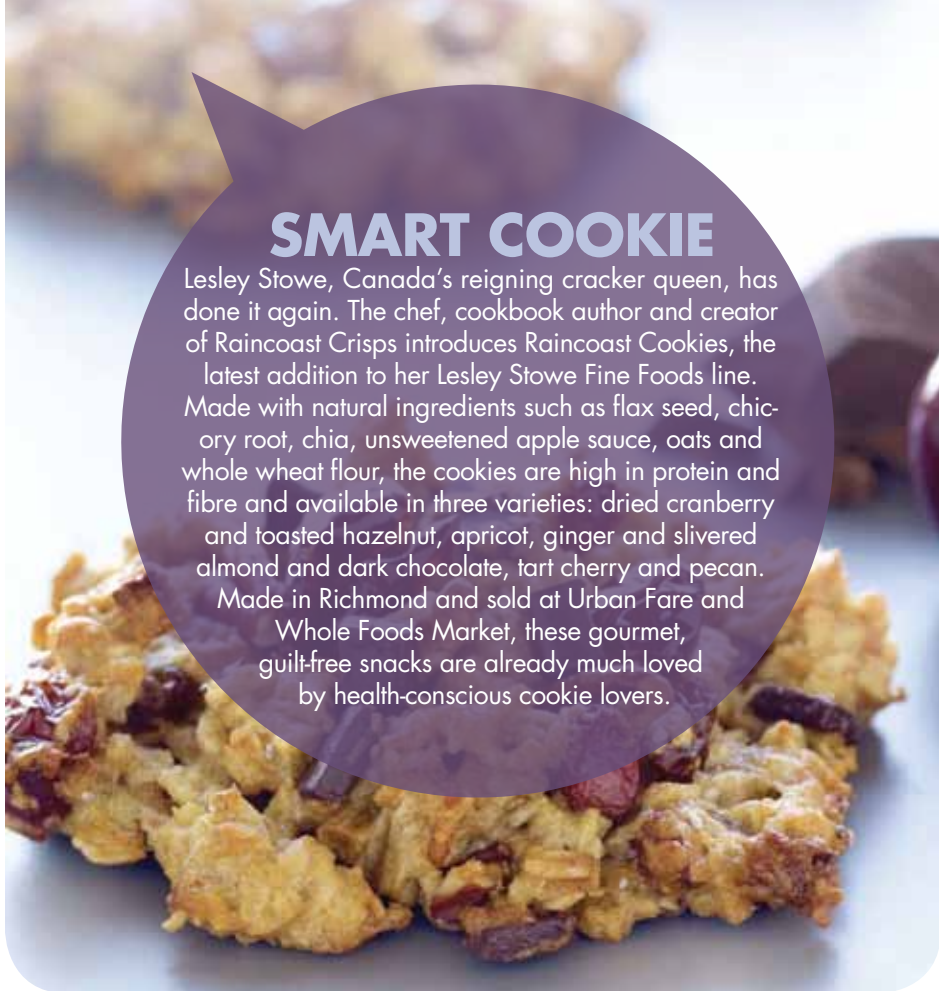 SMART COOKIE
Lesley Stowe, Canada’s reigning cracker queen, has
done it again. The chef, cookbook author and creator
of Raincoast Crisps introduces Raincoast Cookies, the
latest addition to her Lesley Stowe Fine Foods line.
Made with natural ingredients such as flax seed, chic-
ory root, chia, unsweetened apple sauce, oats and
whole wheat flour, the cookies are high in protein and
fibre and available in three varieties: dried cranberry
and toasted hazelnut, apricot, ginger and slivered
almond and dark chocolate, tart cherry and pecan.
Made in Richmond and sold at Urban Fare and
Whole Foods Market, these gourmet,
guilt-free snacks are already much loved
by health-conscious cookie lovers.